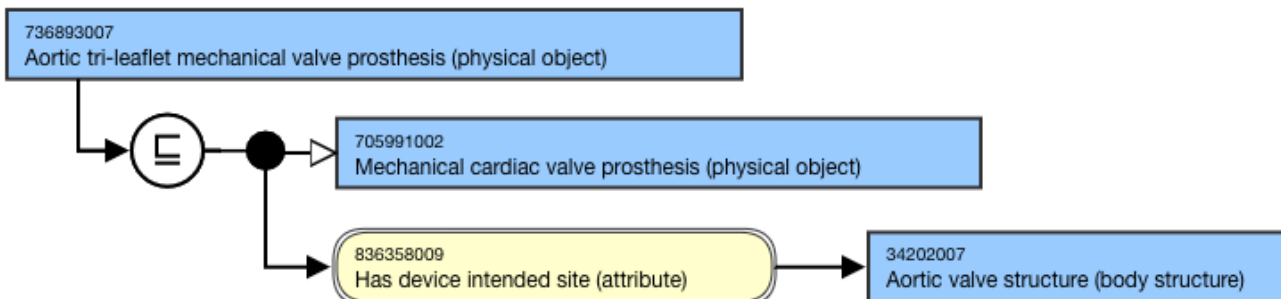 736893007
Aortic tri-leaflet mechanical valve prosthesis (physical object)
⊑
705991002
Mechanical cardiac valve prosthesis (physical object)
836358009
Has device intended site (attribute)
34202007
Aortic valve structure (body structure)